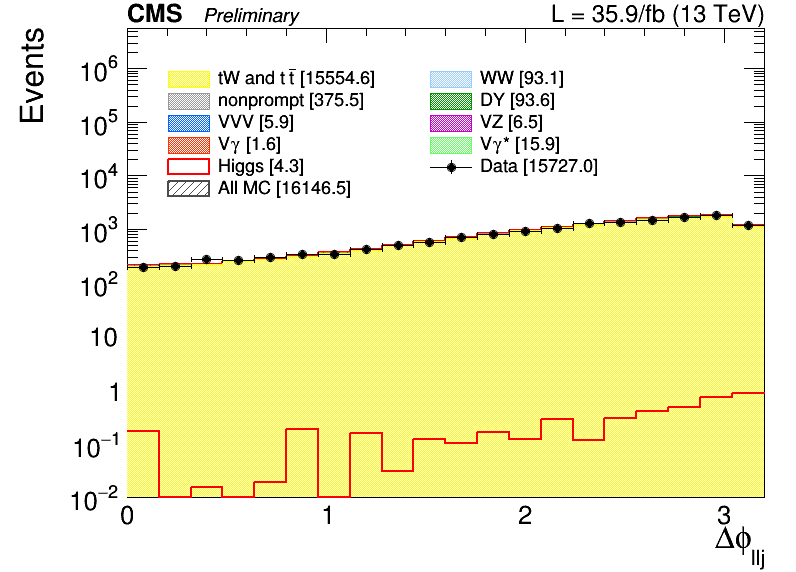 CMS Preliminary L = 35.9/fb (13 TeV)
Events
tW and t t̄ [15554.6] WW [93.1]
nonprompt [375.5] DY [93.6]
VVV [5.9] VZ [6.5]
Vγ [1.6] Vγ* [15.9]
Higgs [4.3] Data [15727.0]
All MC [16146.5]
10⁶
10⁵
10⁴
10³
10²
10
1
10⁻¹
10⁻²
0 1 2 3
Δϕ_llj